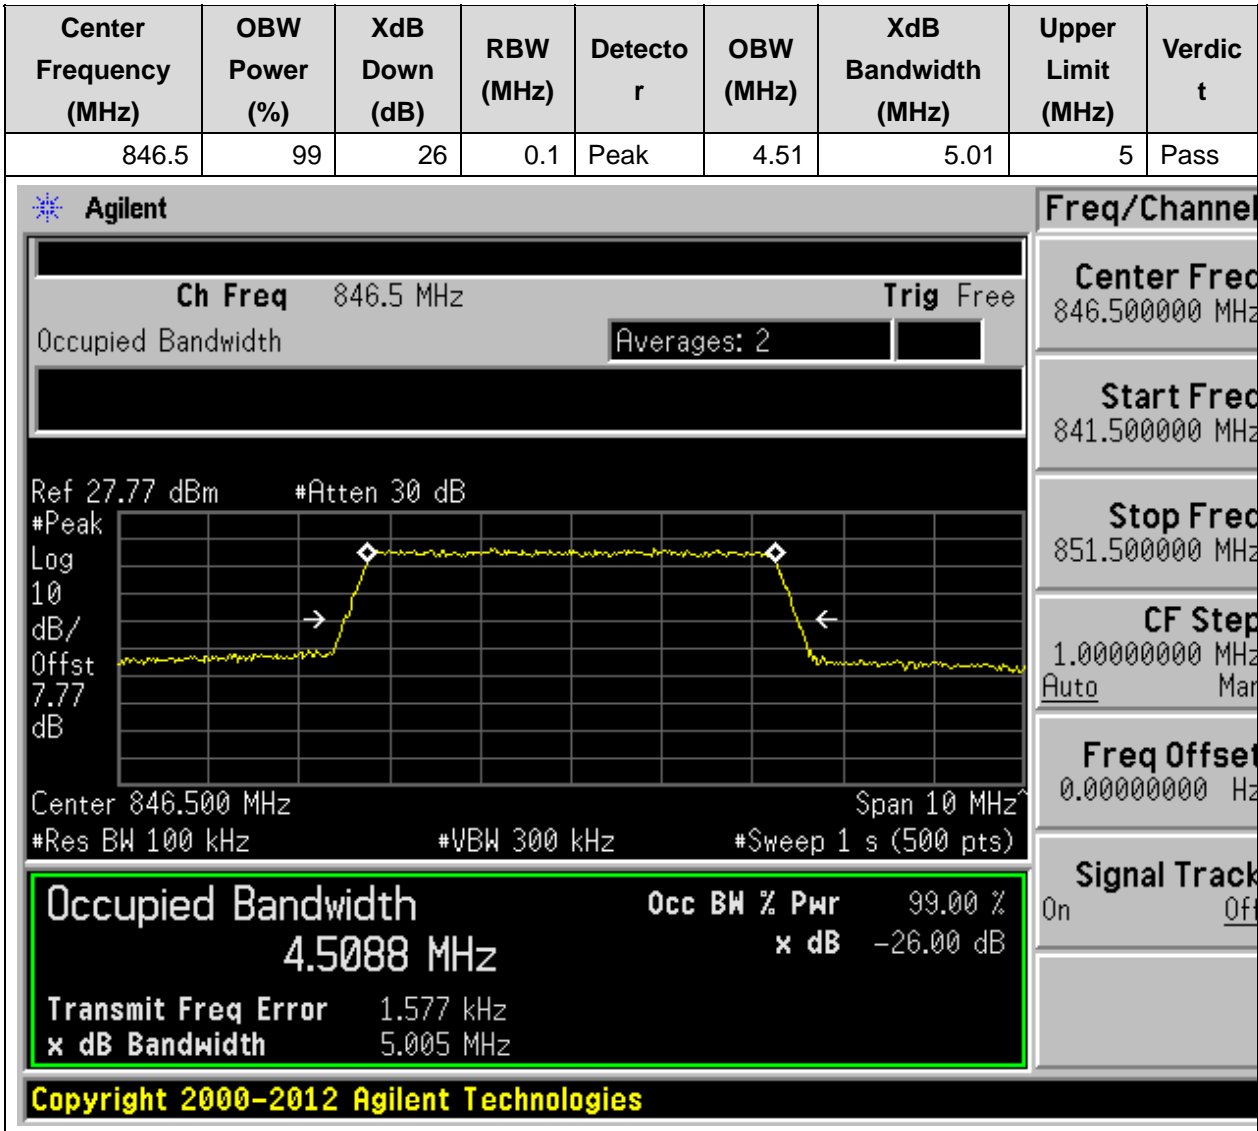 Center Frequency (MHz) OBW Power (%) XdB Down (dB) RBW (MHz) Detector OBW (MHz) XdB Bandwidth (MHz) Upper Limit (MHz) Verdict
846.5 99 26 0.1 Peak 4.51 5.01 5 Pass
Agilent
Freq/Channel
Ch Freq 846.5 MHz Trig Free
Occupied Bandwidth Averages: 2
Ref 27.77 dBm #Atten 30 dB
#Peak
Log
10
dB/
Offst
7.77
dB
Center 846.500 MHz Span 10 MHz^
#Res BW 100 kHz #VBW 300 kHz #Sweep 1 s (500 pts)
Occupied Bandwidth Occ BW % Pwr 99.00 %
4.5088 MHz x dB -26.00 dB
Transmit Freq Error 1.577 kHz
x dB Bandwidth 5.005 MHz
Center Freq
846.500000 MHz
Start Freq
841.500000 MHz
Stop Freq
851.500000 MHz
CF Step
1.00000000 MHz
Auto Man
Freq Offset
0.00000000 Hz
Signal Track
On Off
Copyright 2000-2012 Agilent Technologies